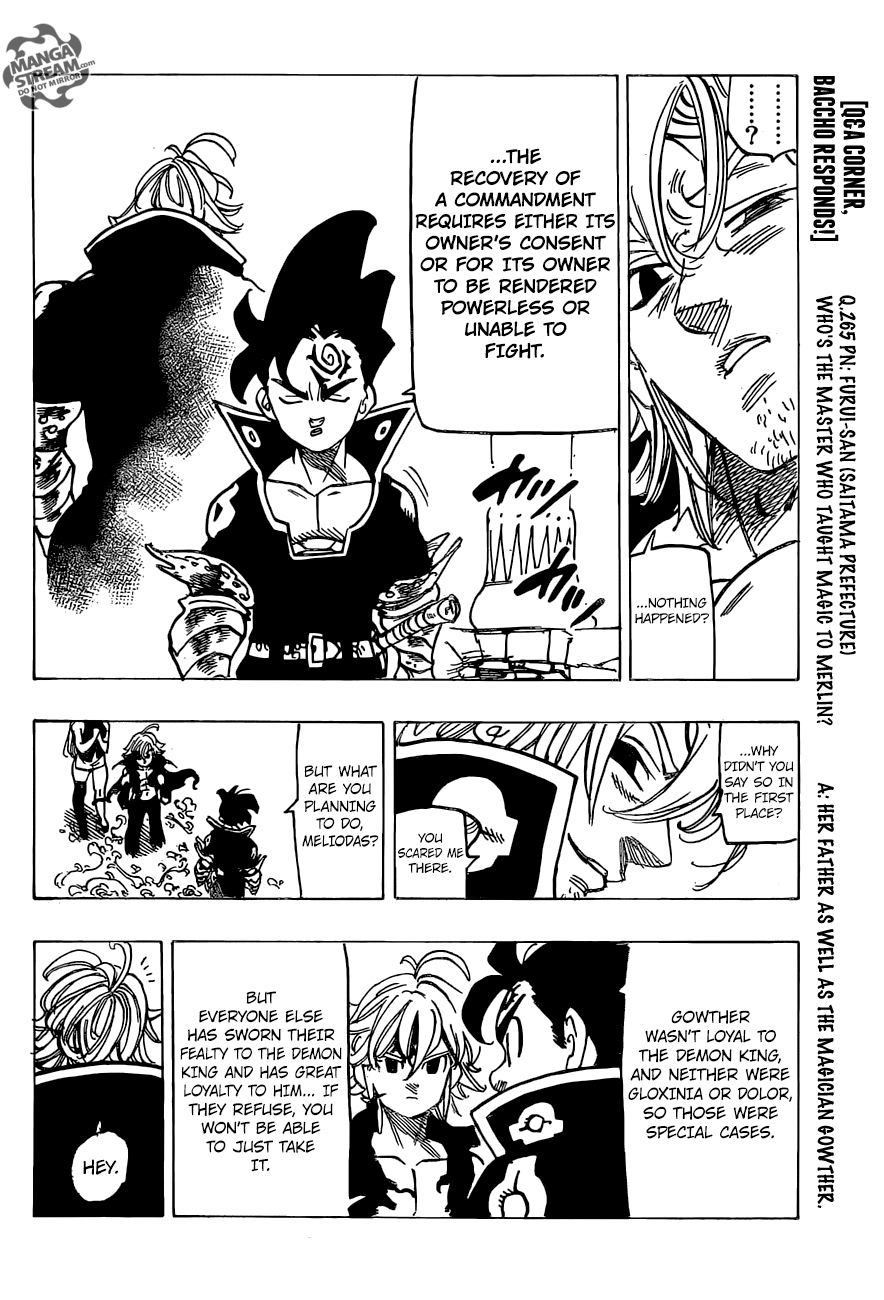 MANGA
STREAM.com
DO NOT MIRROR
[Q&A CORNER,
BACCHO RESPONDS!]
Q.265 PN: FURUI-SAN (SAITAMA PREFECTURE)
WHO'S THE MASTER WHO TAUGHT MAGIC TO MERLIN?
A: HER FATHER AS WELL AS THE MAGICIAN GOWTHER.
.........?
...NOTHING
HAPPENED?
...THE
RECOVERY OF
A COMMANDMENT
REQUIRES EITHER ITS
OWNER'S CONSENT
OR FOR ITS OWNER
TO BE RENDERED
POWERLESS OR
UNABLE TO
FIGHT.
...WHY
DIDN'T YOU
SAY SO IN
THE FIRST
PLACE?
YOU
SCARED ME
THERE.
BUT WHAT
ARE YOU
PLANNING
TO DO,
MELIODAS?
GOWTHER
WASN'T LOYAL TO
THE DEMON KING,
AND NEITHER WERE
GLOXINIA OR DOLOR,
SO THOSE WERE
SPECIAL CASES.
BUT
EVERYONE ELSE
HAS SWORN THEIR
FEALTY TO THE DEMON
KING AND HAS GREAT
LOYALTY TO HIM... IF
THEY REFUSE, YOU
WON'T BE ABLE
TO JUST TAKE
IT.
HEY.